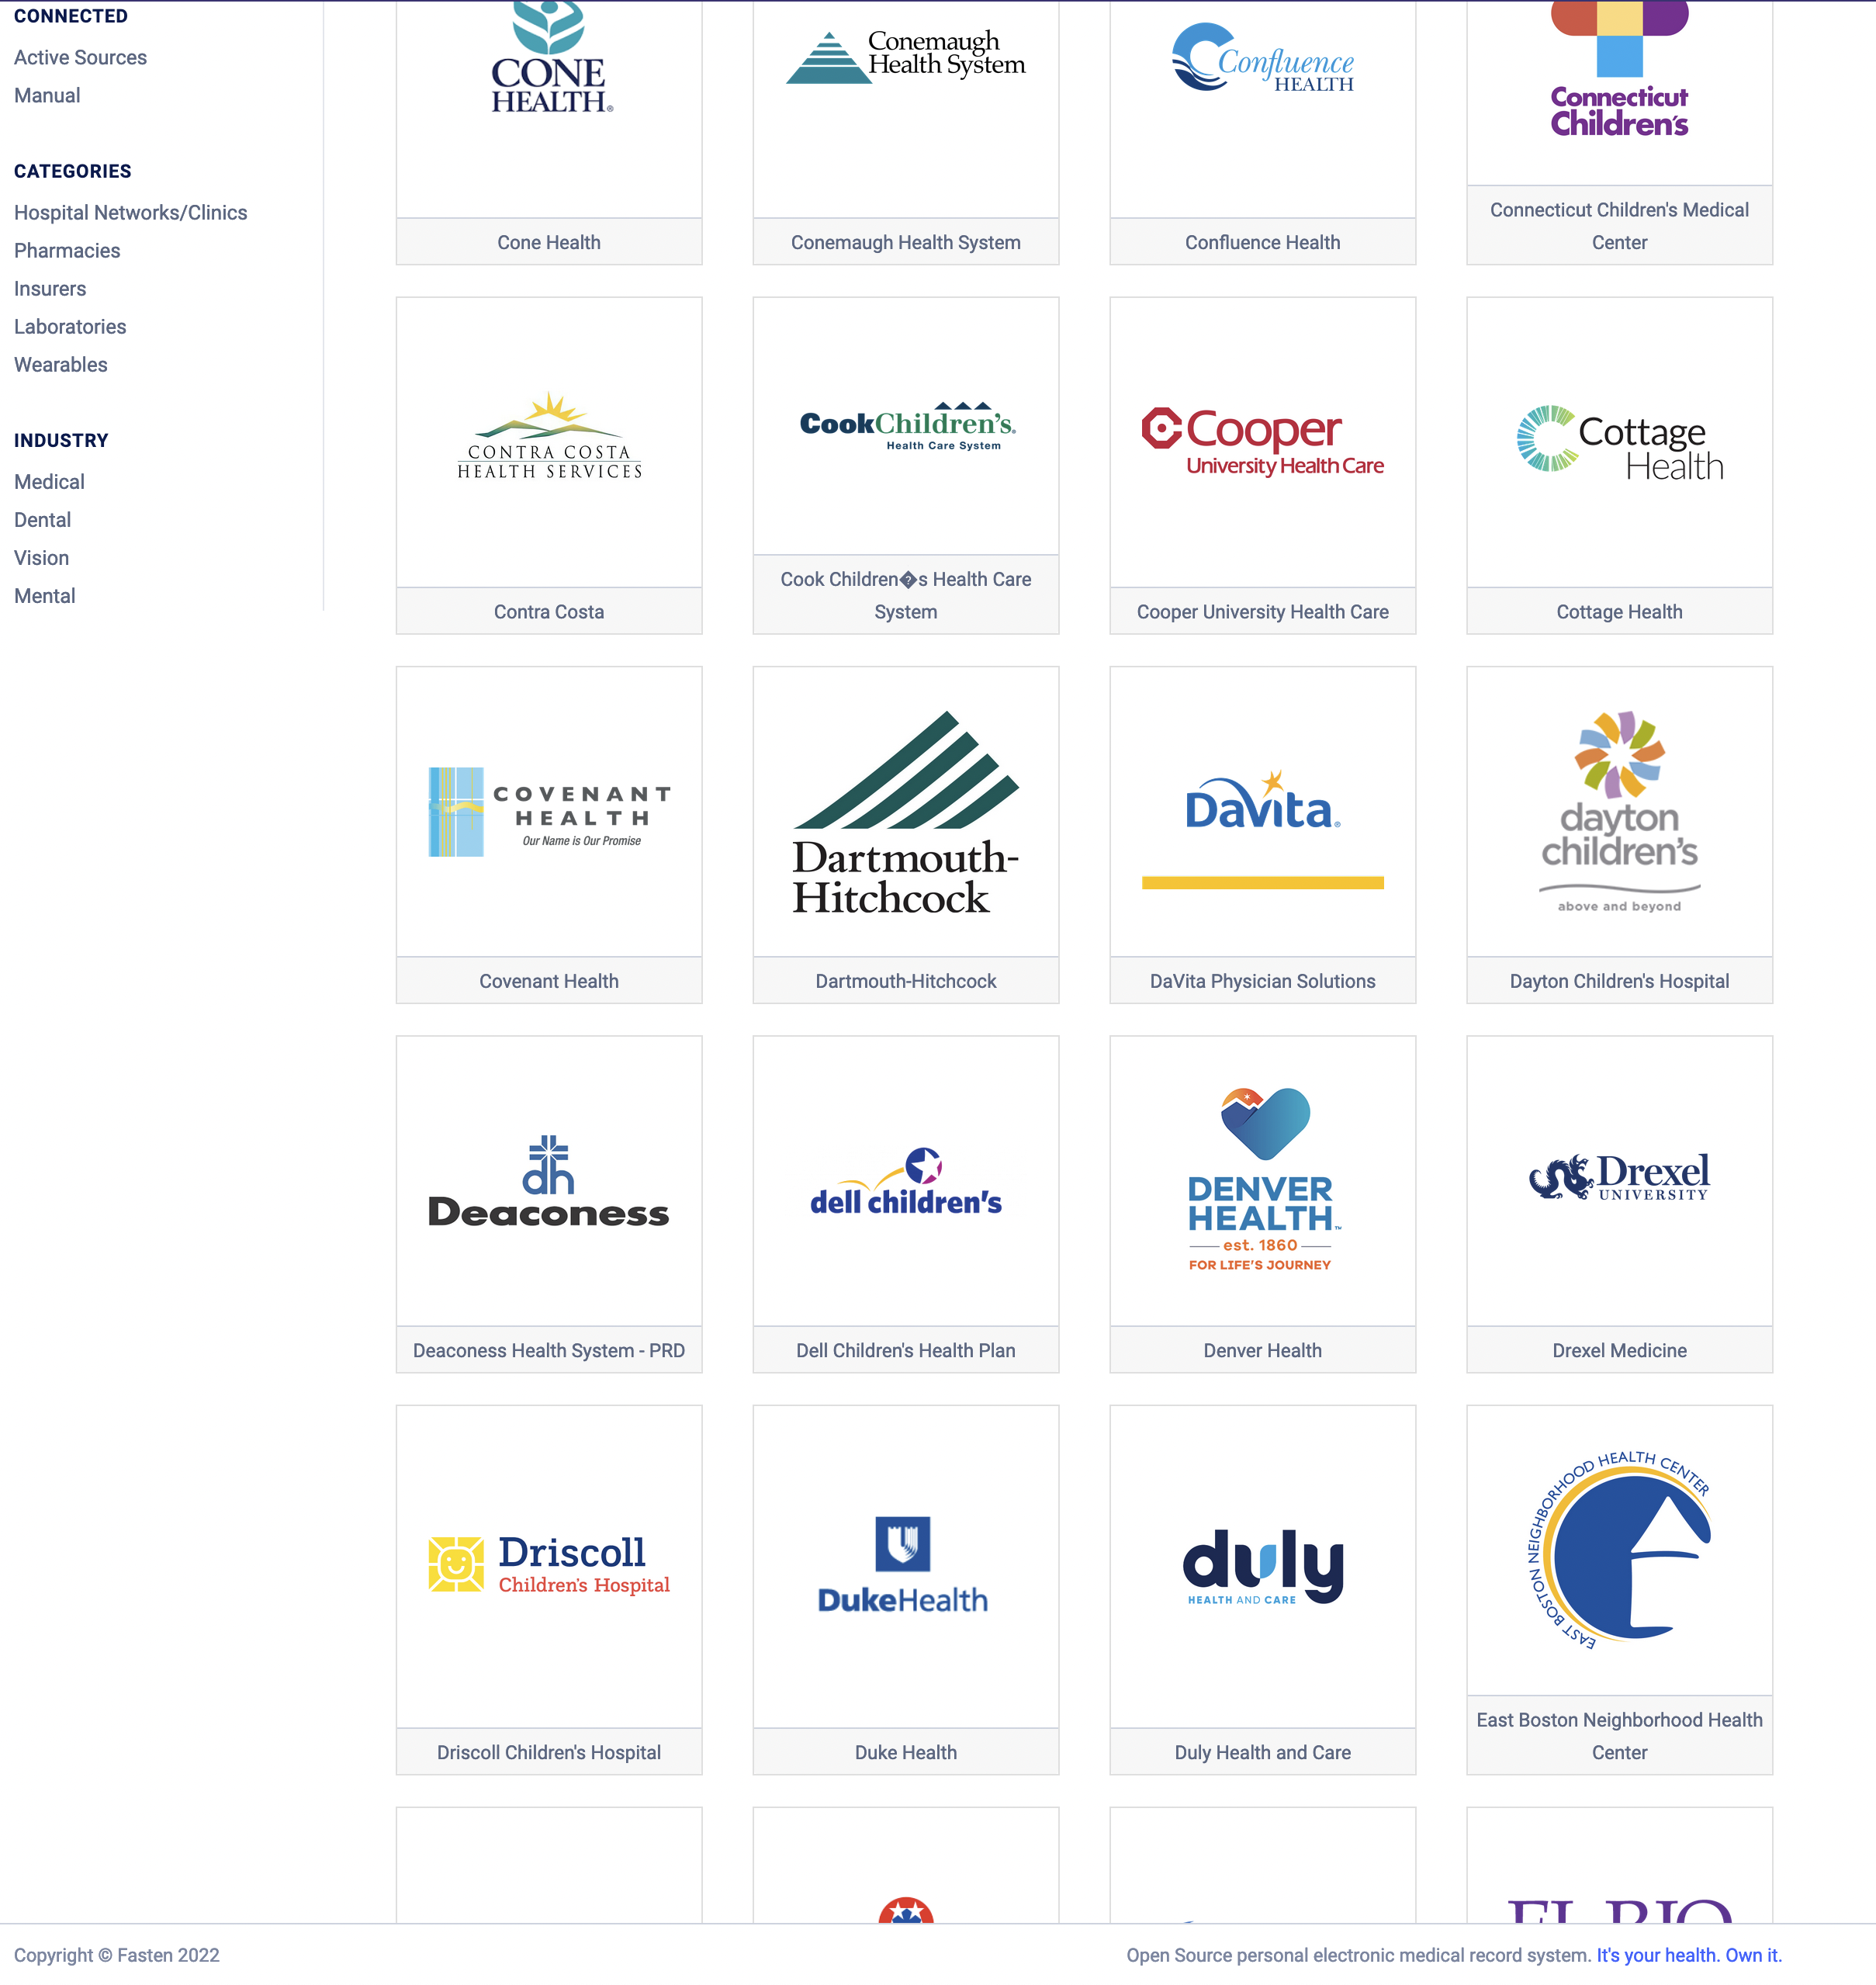 CONNECTED
Active Sources
Manual
CATEGORIES
Hospital Networks/Clinics
Pharmacies
Insurers
Laboratories
Wearables
INDUSTRY
Medical
Dental
Vision
Mental
CONE
HEALTH®
Cone Health
Conemaugh
Health System
Conemaugh Health System
Confluence
HEALTH
Confluence Health
Connecticut
Children's
Connecticut Children's Medical
Center
CONTRA COSTA
HEALTH SERVICES
Contra Costa
CookChildren's®
Health Care System
Cook Children�s Health Care
System
Cooper
University Health Care
Cooper University Health Care
Cottage
Health
Cottage Health
COVENANT
HEALTH
Our Name is Our Promise
Covenant Health
Dartmouth-
Hitchcock
Dartmouth-Hitchcock
DaVita®
DaVita Physician Solutions
dayton
children's
above and beyond
Dayton Children's Hospital
dh
Deaconess
Deaconess Health System - PRD
dell children's
Dell Children's Health Plan
DENVER
HEALTH™
est. 1860
FOR LIFE'S JOURNEY
Denver Health
Drexel
UNIVERSITY
Drexel Medicine
Driscoll
Children's Hospital
Driscoll Children's Hospital
DukeHealth
Duke Health
duly
HEALTH AND CARE
Duly Health and Care
EAST BOSTON NEIGHBORHOOD HEALTH CENTER
East Boston Neighborhood Health
Center
EL RIO
Copyright © Fasten 2022
Open Source personal electronic medical record system. It's your health. Own it.